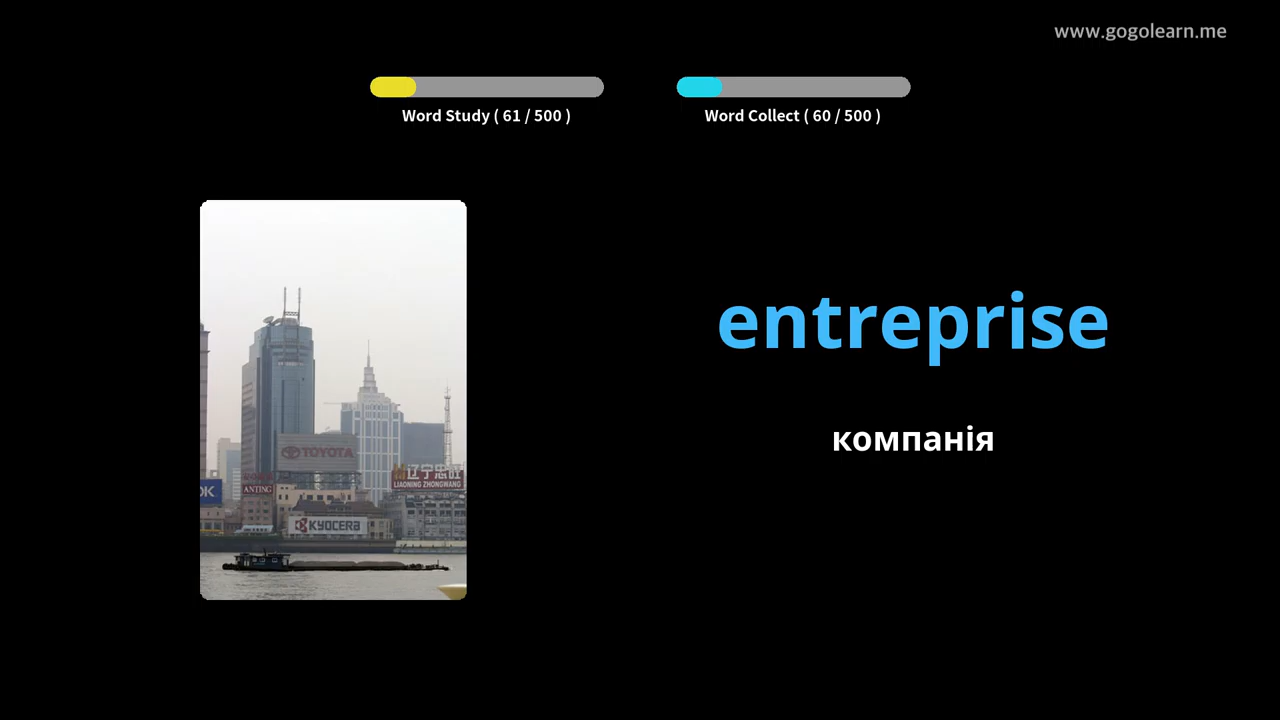 www.gogolearn.me
Word Study ( 61 / 500 )
Word Collect ( 60 / 500 )
entreprise
компанія
TOYOTA
辽宁忠旺
LIAONING ZHONGWANG
OK
ANTING
KYOCERA